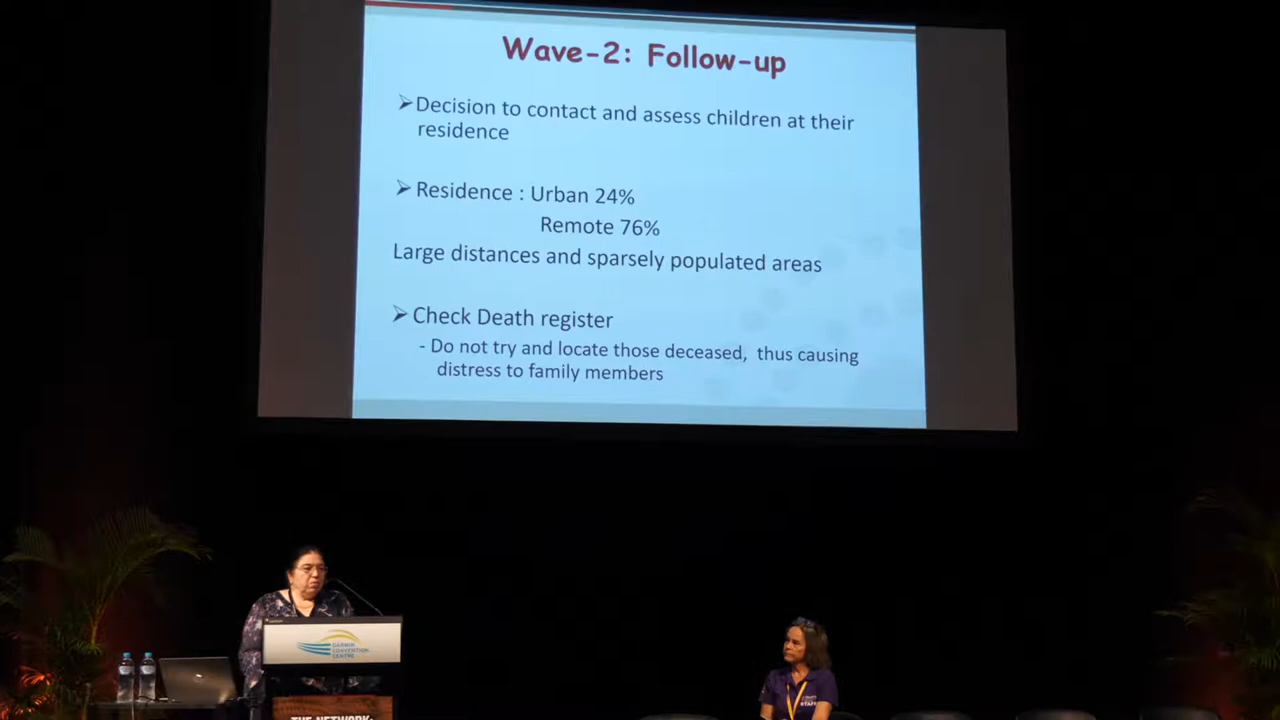 Wave-2: Follow-up
➢Decision to contact and assess children at their
residence
➢ Residence : Urban 24%
Remote 76%
Large distances and sparsely populated areas
➢ Check Death register
- Do not try and locate those deceased, thus causing
distress to family members
DARWIN
CONVENTION
CENTRE
THE NETWORK:
STAFF